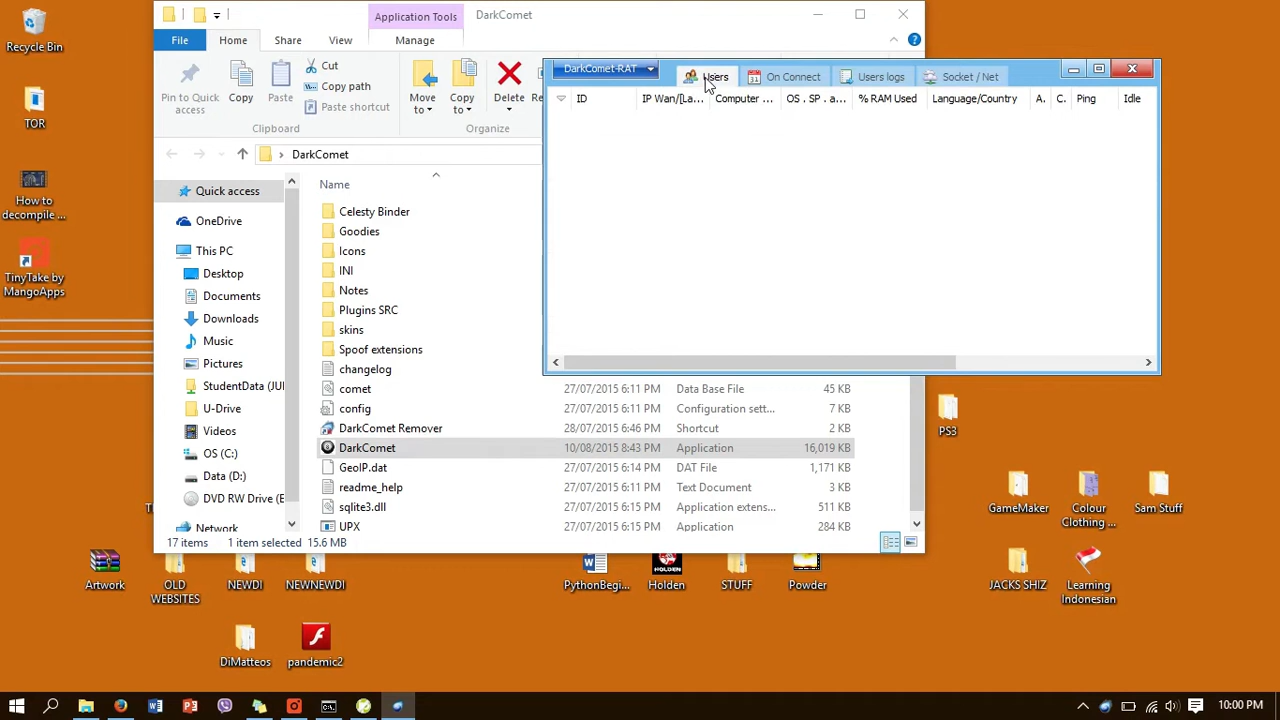 Recycle Bin
TOR
How to
decompile ...
TinyTake by
MangoApps
Application Tools
DarkComet
File
Home
Share
View
Manage
Pin to Quick
access
Copy
Paste
Cut
Copy path
Paste shortcut
Clipboard
Move
to
Copy
to
Delete
Re
Organize
DarkComet
Quick access
OneDrive
This PC
Desktop
Documents
Downloads
Music
Pictures
StudentData (JUI
U-Drive
Videos
OS (C:)
Data (D:)
DVD RW Drive (E
Network
Name
Celesty Binder
Goodies
Icons
INI
Notes
Plugins SRC
skins
Spoof extensions
changelog
comet 27/07/2015 6:11 PM Data Base File 45 KB
config 27/07/2015 6:11 PM Configuration sett... 7 KB
DarkComet Remover 28/07/2015 6:46 PM Shortcut 2 KB
DarkComet 10/08/2015 8:43 PM Application 16,019 KB
GeoIP.dat 27/07/2015 6:14 PM DAT File 1,171 KB
readme_help 27/07/2015 6:11 PM Text Document 3 KB
sqlite3.dll 27/07/2015 6:15 PM Application extens... 511 KB
UPX 27/07/2015 6:15 PM Application 284 KB
17 items 1 item selected 15.6 MB
DarkComet-RAT
Users
On Connect
Users logs
Socket / Net
ID IP Wan/[La... Computer ... OS . SP . a... % RAM Used Language/Country A. C. Ping Idle
PS3
GameMaker
Colour
Clothing ...
Sam Stuff
Artwork
OLD
WEBSITES
NEWDI
NEWNEWDI
PythonBegi...
HOLDEN
Holden
STUFF
Powder
JACKS SHIZ
Learning
Indonesian
DiMatteos
pandemic2
10:00 PM